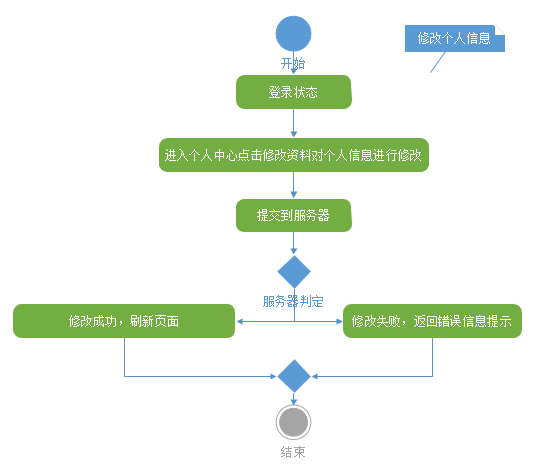 修改个人信息
开始
登录状态
进入个人中心点击修改资料对个人信息进行修改
提交到服务器
服务器判定
修改成功，刷新页面
修改失败，返回错误信息提示
结束